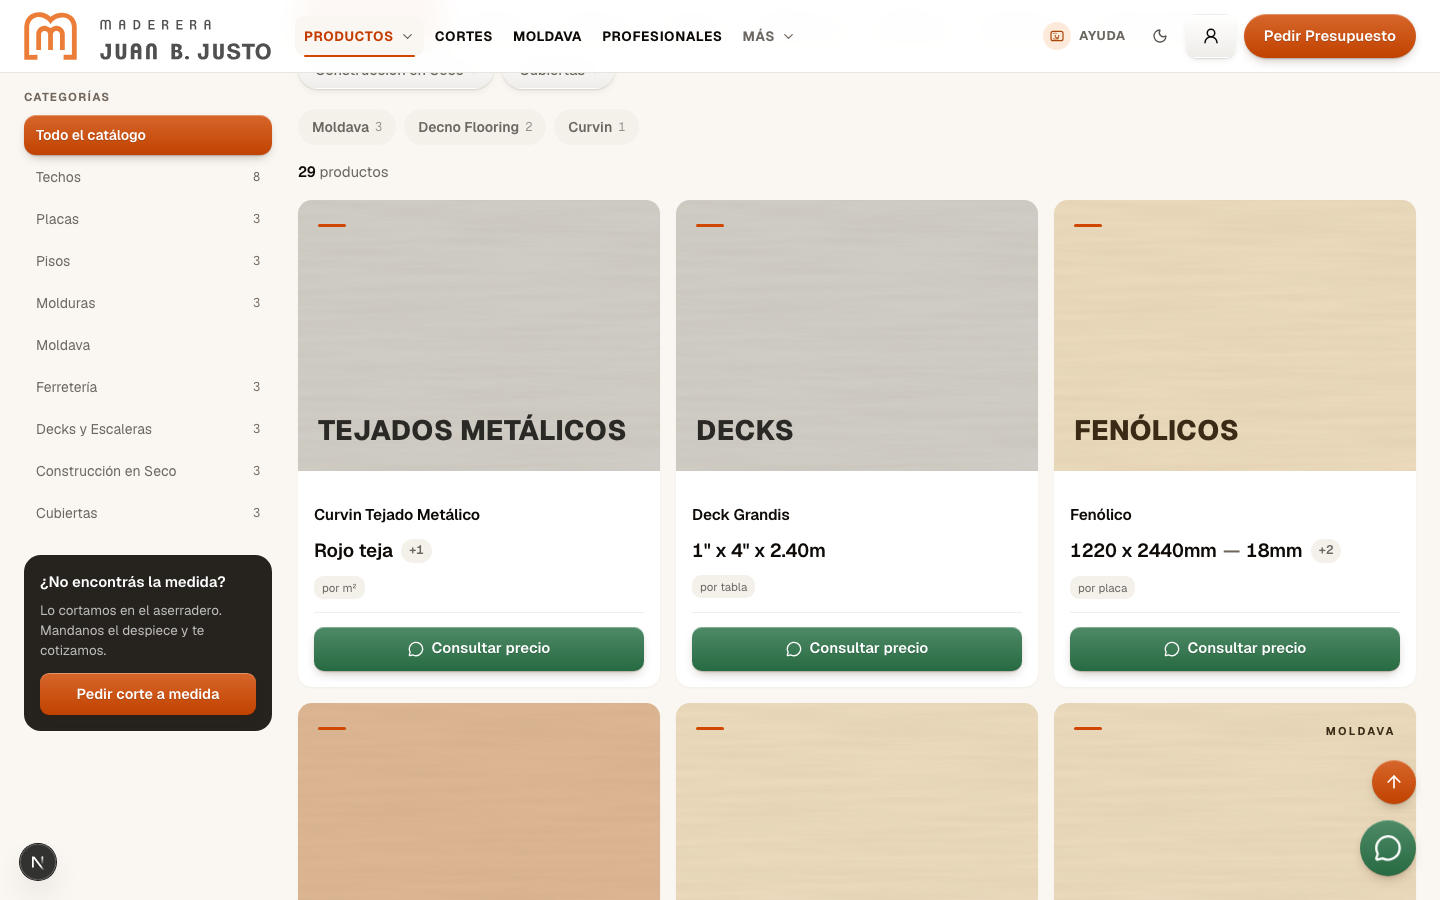 MADERERA
JUAN B. JUSTO
PRODUCTOS
CORTES
MOLDAVA
PROFESIONALES
MÁS
AYUDA
Pedir Presupuesto
Construcción en Seco
Cubiertas
CATEGORÍAS
Todo el catálogo
Techos 8
Placas 3
Pisos 3
Molduras 3
Moldava
Ferretería 3
Decks y Escaleras 3
Construcción en Seco 3
Cubiertas 3
¿No encontrás la medida?
Lo cortamos en el aserradero.
Mandanos el despiece y te
cotizamos.
Pedir corte a medida
Moldava 3
Decno Flooring 2
Curvin 1
29 productos
TEJADOS METÁLICOS
Curvin Tejado Metálico
Rojo teja +1
por m²
Consultar precio
DECKS
Deck Grandis
1" x 4" x 2.40m
por tabla
Consultar precio
FENÓLICOS
Fenólico
1220 x 2440mm — 18mm +2
por placa
Consultar precio
MOLDAVA
N